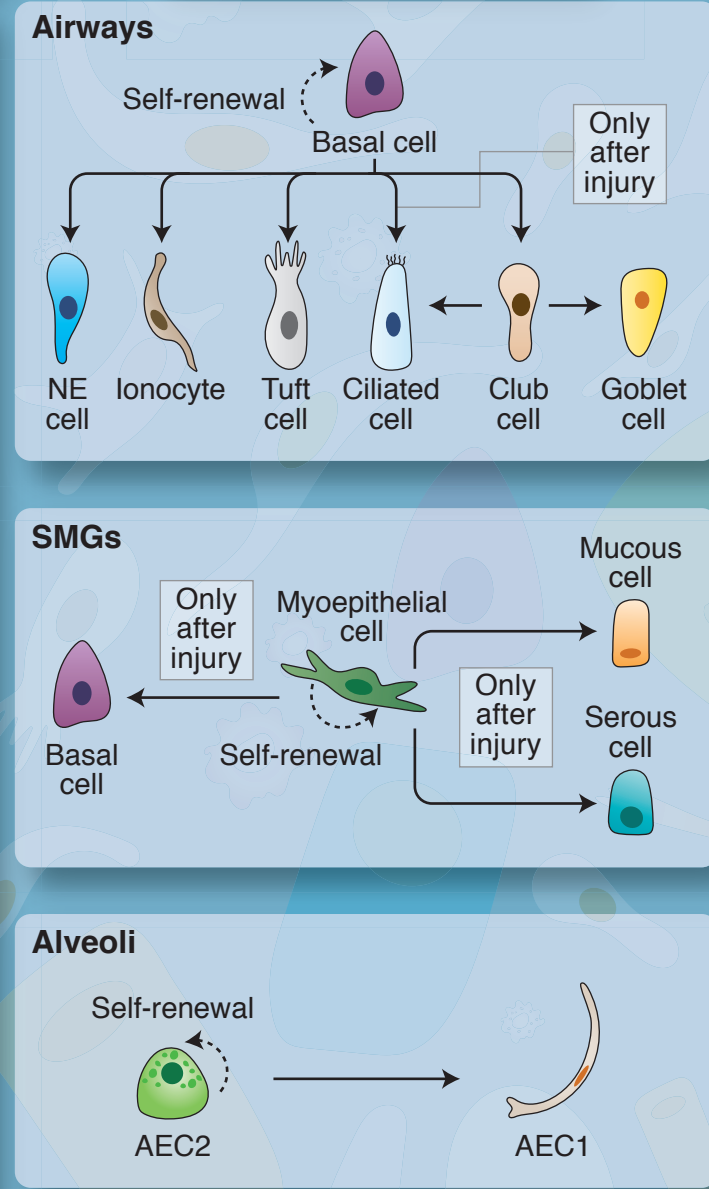 Airways
Self-renewal
Basal cell
Only
after
injury
NE
cell
Ionocyte
Tuft
cell
Ciliated
cell
Club
cell
Goblet
cell
SMGs
Only
after
injury
Myoepithelial
cell
Mucous
cell
Only
after
injury
Serous
cell
Basal
cell
Self-renewal
Alveoli
Self-renewal
AEC2
AEC1